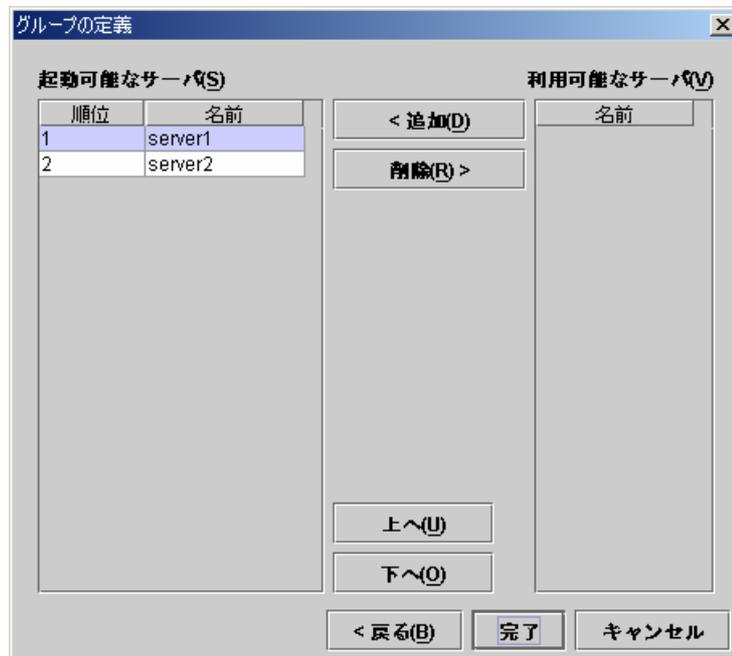 グループの定義
起動可能なサーバ(S)
利用可能なサーバ(V)
順位 名前
1 server1
2 server2
< 追加(D)
削除(R) >
名前
上へ(U)
下へ(O)
< 戻る(B)
完了
キャンセル